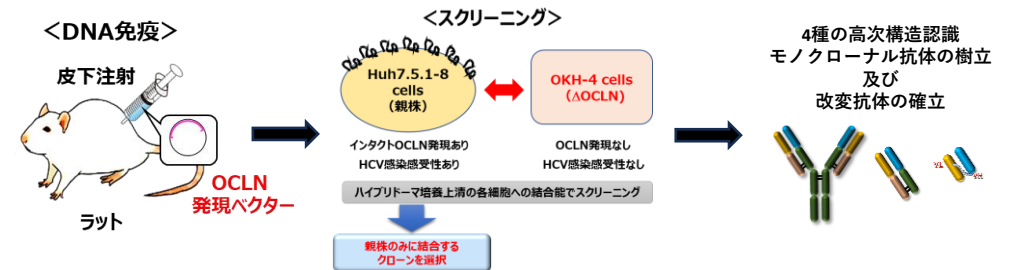 ＜DNA免疫＞
皮下注射
OCLN
発現ベクター
ラット
＜スクリーニング＞
Huh7.5.1-8
cells
（親株）
OKH-4 cells
（ΔOCLN）
インタクトOCLN発現あり
HCV感染感受性あり
OCLN発現なし
HCV感染感受性なし
ハイブリドーマ培養上清の各細胞への結合能でスクリーニング
親株のみに結合する
クローンを選択
4種の高次構造認識
モノクローナル抗体の樹立
及び
改変抗体の確立
VL
VH